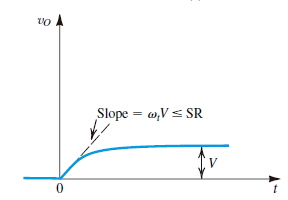 vO
Slope = ωtV ≤ SR
V
0
t